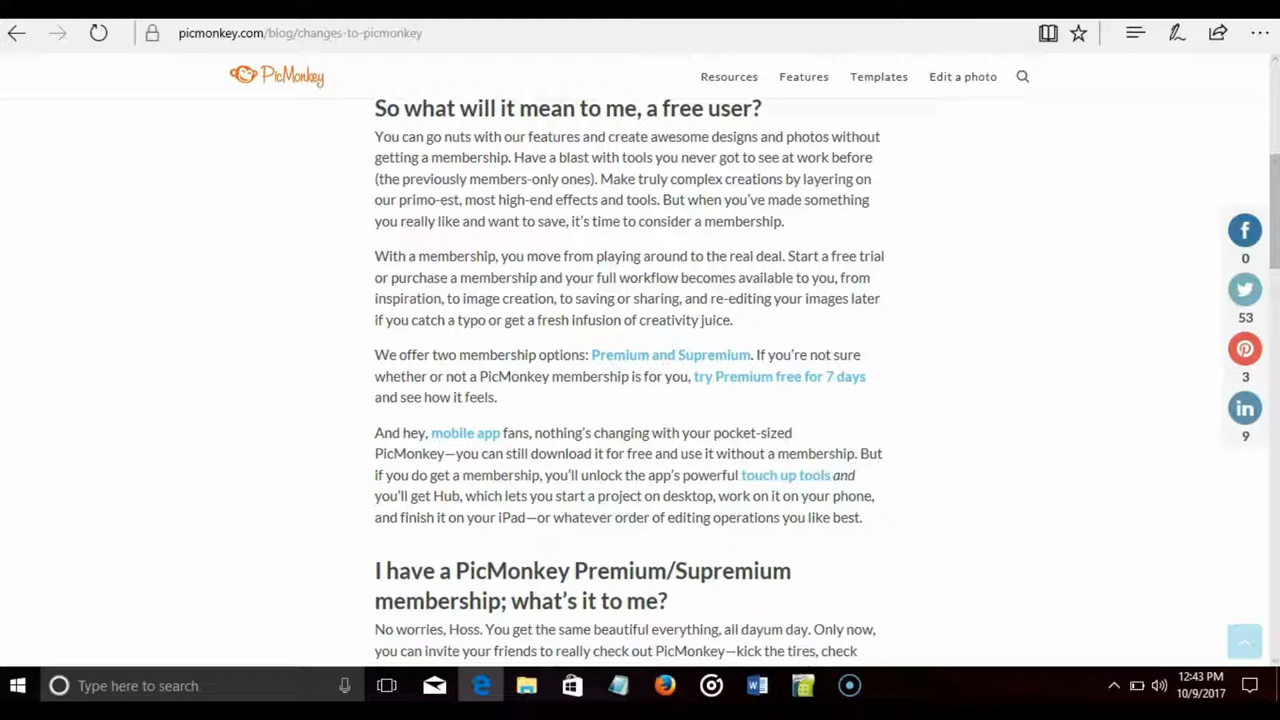 picmonkey.com/blog/changes-to-picmonkey
PicMonkey
Resources Features Templates Edit a photo
So what will it mean to me, a free user?
You can go nuts with our features and create awesome designs and photos without
getting a membership. Have a blast with tools you never got to see at work before
(the previously members-only ones). Make truly complex creations by layering on
our primo-est, most high-end effects and tools. But when you’ve made something
you really like and want to save, it’s time to consider a membership.
With a membership, you move from playing around to the real deal. Start a free trial
or purchase a membership and your full workflow becomes available to you, from
inspiration, to image creation, to saving or sharing, and re-editing your images later
if you catch a typo or get a fresh infusion of creativity juice.
We offer two membership options: Premium and Supremium. If you’re not sure
whether or not a PicMonkey membership is for you, try Premium free for 7 days
and see how it feels.
And hey, mobile app fans, nothing’s changing with your pocket-sized
PicMonkey—you can still download it for free and use it without a membership. But
if you do get a membership, you’ll unlock the app’s powerful touch up tools and
you’ll get Hub, which lets you start a project on desktop, work on it on your phone,
and finish it on your iPad—or whatever order of editing operations you like best.
I have a PicMonkey Premium/Supremium
membership; what’s it to me?
No worries, Hoss. You get the same beautiful everything, all dayum day. Only now,
you can invite your friends to really check out PicMonkey—kick the tires, check
0
53
3
9
Type here to search
12:43 PM
10/9/2017